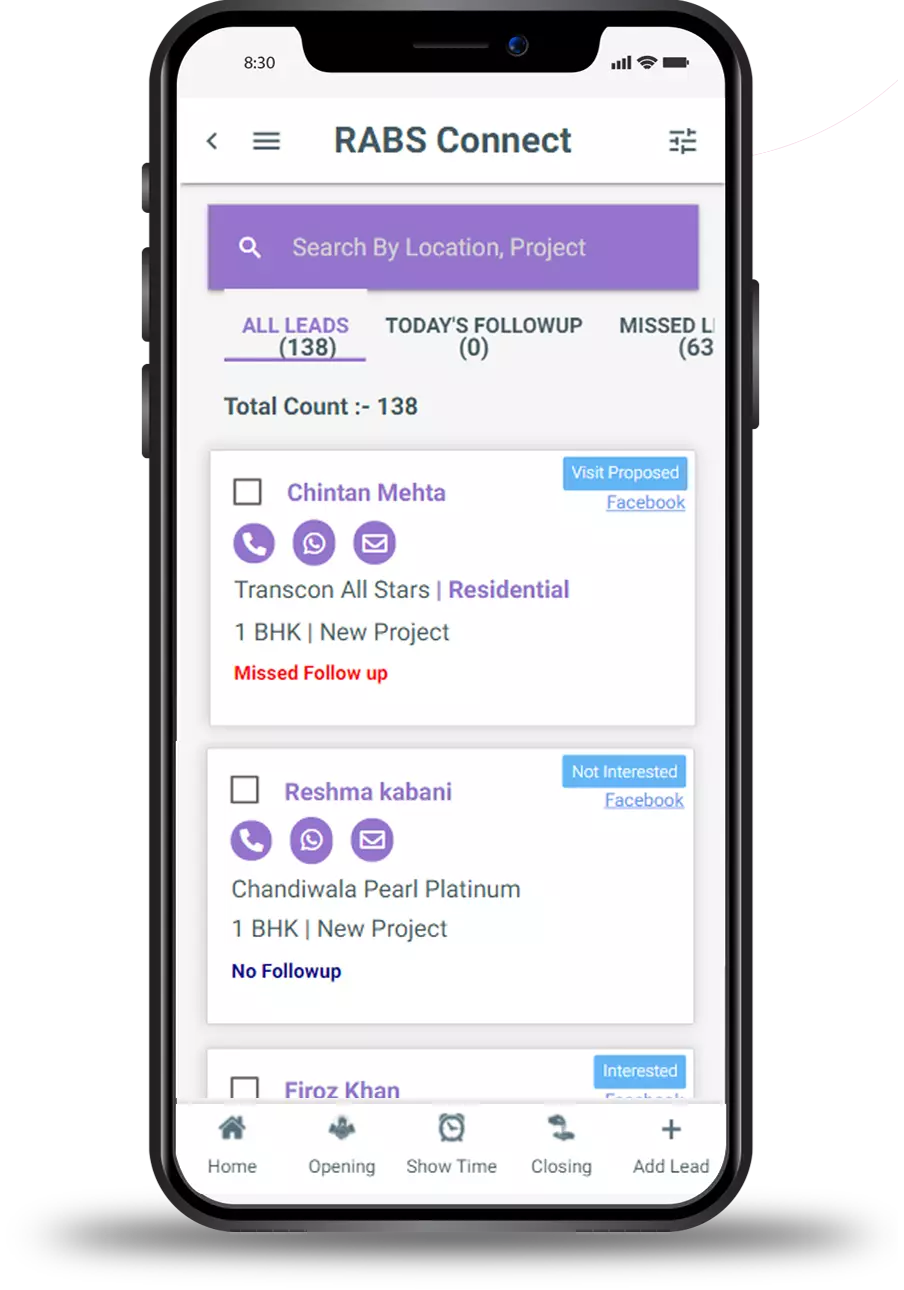 8:30
RABS Connect
Search By Location, Project
ALL LEADS TODAY'S FOLLOWUP MISSED L
(138) (0) (63
Total Count :- 138
Visit Proposed
Chintan Mehta
Facebook
Transcon All Stars | Residential
1 BHK | New Project
Missed Follow up
Not Interested
Reshma kabani
Facebook
Chandiwala Pearl Platinum
1 BHK | New Project
No Followup
Interested
Firoz Khan
Facebook
Home Opening Show Time Closing Add Lead